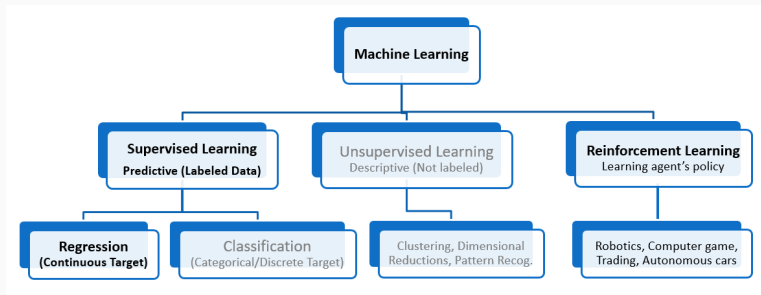 Machine Learning
Supervised Learning
Predictive (Labeled Data)
Unsupervised Learning
Descriptive (Not labeled)
Reinforcement Learning
Learning agent's policy
Regression
(Continuous Target)
Classification
(Categorical/Discrete Target)
Clustering, Dimensional
Reductions, Pattern Recog.
Robotics, Computer game,
Trading, Autonomous cars